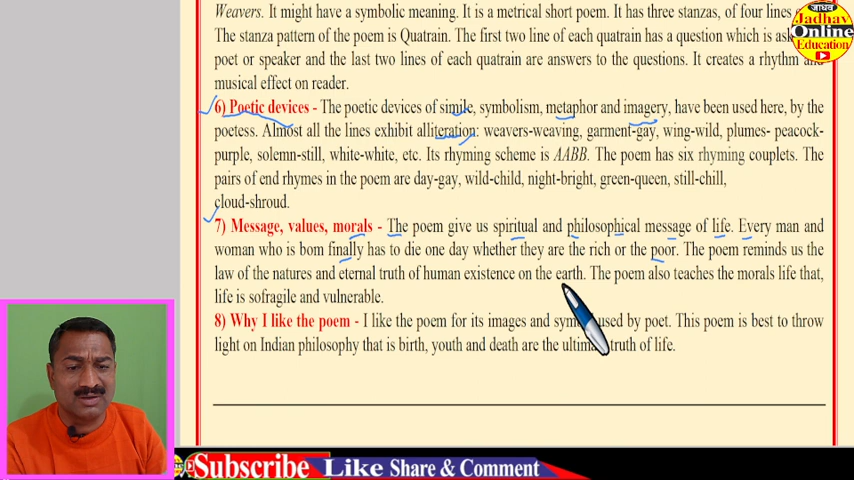 Weavers. It might have a symbolic meaning. It is a metrical short poem. It has three stanzas, of four lines
The stanza pattern of the poem is Quatrain. The first two line of each quatrain has a question which is ask
poet or speaker and the last two lines of each quatrain are answers to the questions. It creates a rhythm and
musical effect on reader.
6) Poetic devices - The poetic devices of simile, symbolism, metaphor and imagery, have been used here, by the
poetess. Almost all the lines exhibit alliteration: weavers-weaving, garment-gay, wing-wild, plumes- peacock-
purple, solemn-still, white-white, etc. Its rhyming scheme is AABB. The poem has six rhyming couplets. The
pairs of end rhymes in the poem are day-gay, wild-child, night-bright, green-queen, still-chill,
cloud-shroud.
7) Message, values, morals - The poem give us spiritual and philosophical message of life. Every man and
woman who is bom finally has to die one day whether they are the rich or the poor. The poem reminds us the
law of the natures and eternal truth of human existence on the earth. The poem also teaches the morals life that,
life is sofragile and vulnerable.
8) Why I like the poem - I like the poem for its images and sym used by poet. This poem is best to throw
light on Indian philosophy that is birth, youth and death are the ultima truth of life.
जाधव
Jadhav
Online
Education
Subscribe Like Share & Comment